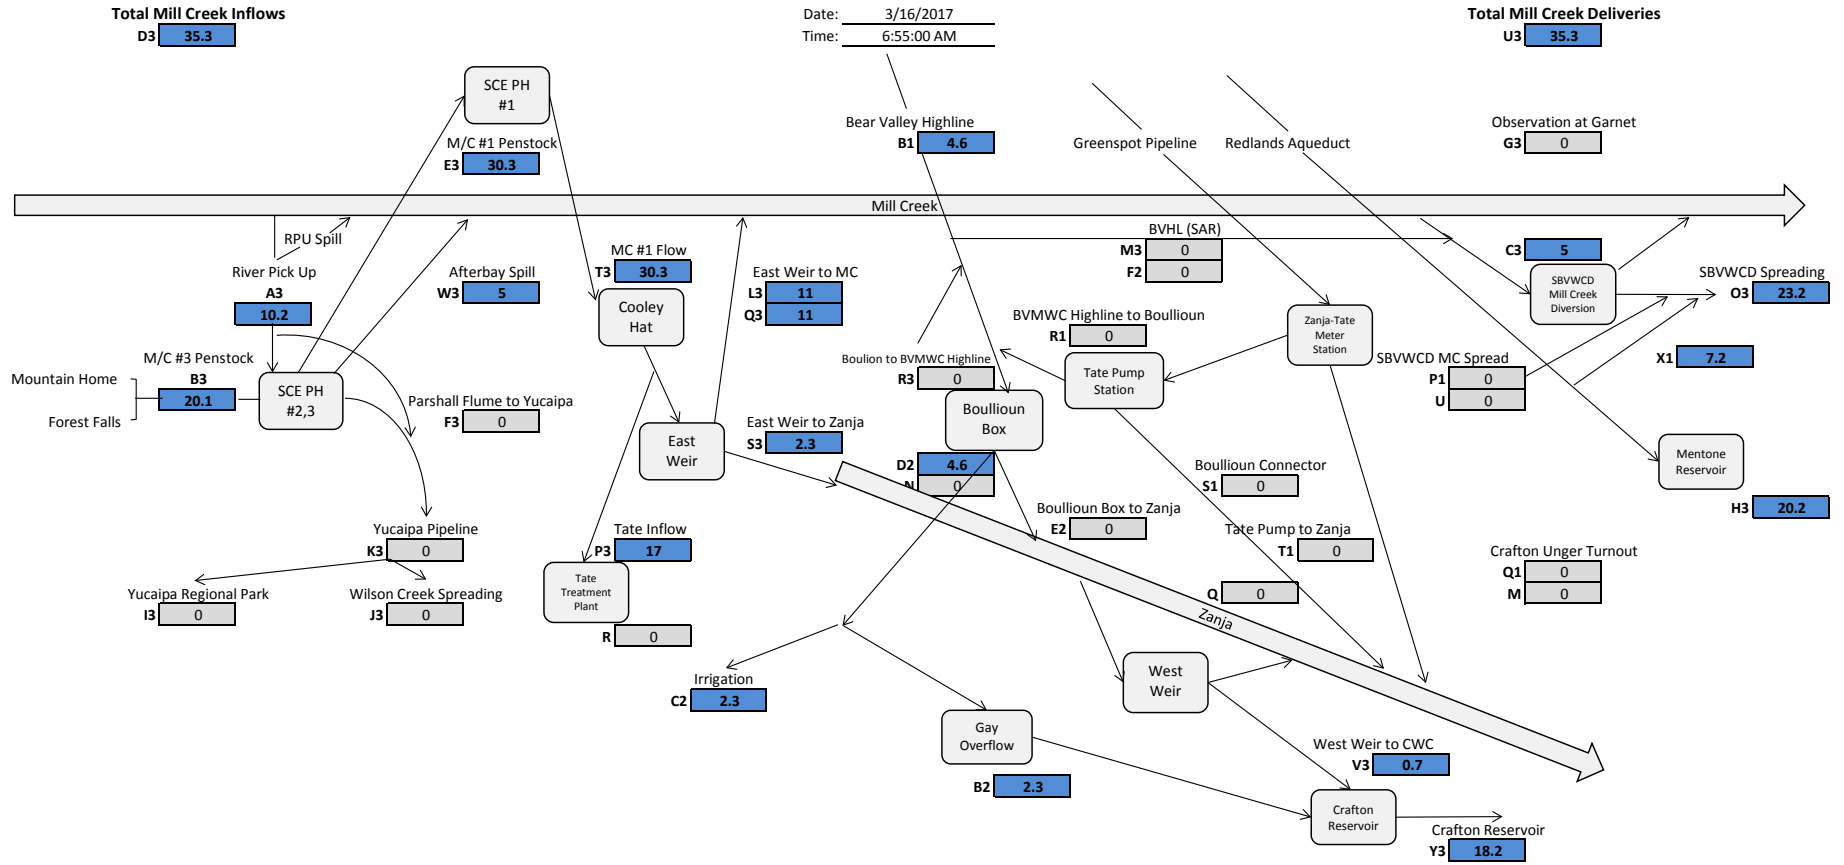 Total Mill Creek Inflows
D3 35.3
Date: 3/16/2017
Time: 6:55:00 AM
Total Mill Creek Deliveries
U3 35.3
SCE PH
#1
M/C #1 Penstock
E3 30.3
Bear Valley Highline
B1 4.6
Greenspot Pipeline
Redlands Aqueduct
Observation at Garnet
G3 0
Mill Creek
RPU Spill
River Pick Up
A3
10.2
Afterbay Spill
W3 5
MC #1 Flow
T3 30.3
Cooley
Hat
East Weir to MC
L3 11
Q3 11
BVHL (SAR)
M3 0
F2 0
C3 5
SBVWCD
Mill Creek
Diversion
SBVWCD Spreading
O3 23.2
M/C #3 Penstock
B3
20.1
Mountain Home
Forest Falls
SCE PH
#2,3
Parshall Flume to Yucaipa
F3 0
BVMWC Highline to Boullioun
R1 0
Boulion to BVMWC Highline
R3 0
Zanja-Tate
Meter
Station
Tate Pump
Station
SBVWCD MC Spread
P1 0
U 0
X1 7.2
Boullioun
Box
East
Weir
East Weir to Zanja
S3 2.3
D2 4.6
N 0
Boullioun Connector
S1 0
Mentone
Reservoir
H3 20.2
Boullioun Box to Zanja
E2 0
Tate Pump to Zanja
T1 0
Yucaipa Pipeline
K3 0
Tate Inflow
P3 17
Crafton Unger Turnout
Q1 0
M 0
Yucaipa Regional Park
I3 0
Wilson Creek Spreading
J3 0
Tate
Treatment
Plant
R 0
Q 0
Zanja
Irrigation
C2 2.3
West
Weir
Gay
Overflow
B2 2.3
West Weir to CWC
V3 0.7
Crafton
Reservoir
Crafton Reservoir
Y3 18.2